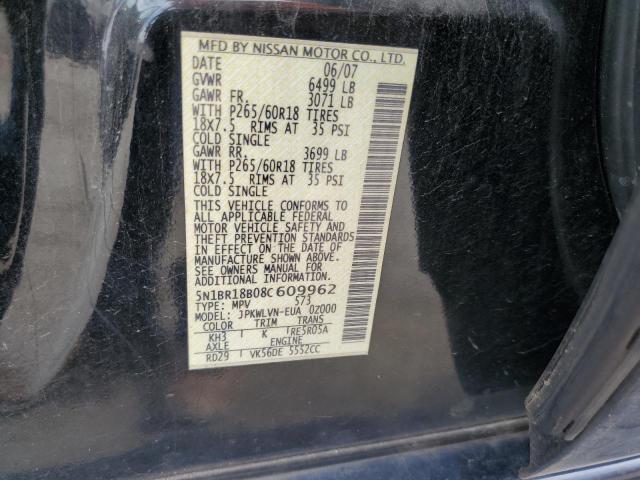 MFD BY NISSAN MOTOR CO., LTD.
DATE 06/07
GVWR 6499 LB
GAWR FR. 3071 LB
WITH P265/60R18 TIRES
18X7.5 RIMS AT 35 PSI
COLD SINGLE
GAWR RR. 3699 LB
WITH P265/60R18 TIRES
18X7.5 RIMS AT 35 PSI
COLD SINGLE
THIS VEHICLE CONFORMS TO
ALL APPLICABLE FEDERAL
MOTOR VEHICLE SAFETY AND
THEFT PREVENTION STANDARDS
IN EFFECT ON THE DATE OF
MANUFACTURE SHOWN ABOVE.
SEE OWNERS MANUAL FOR
ADDITIONAL INFORMATION.
5N1BR18B08C609962
TYPE: MPV 573
MODEL: JPKWLVN-EUA 0Z000
COLOR TRIM TRANS
KH3 K RE5R05A
AXLE ENGINE
RD29 VK56DE 5552CC